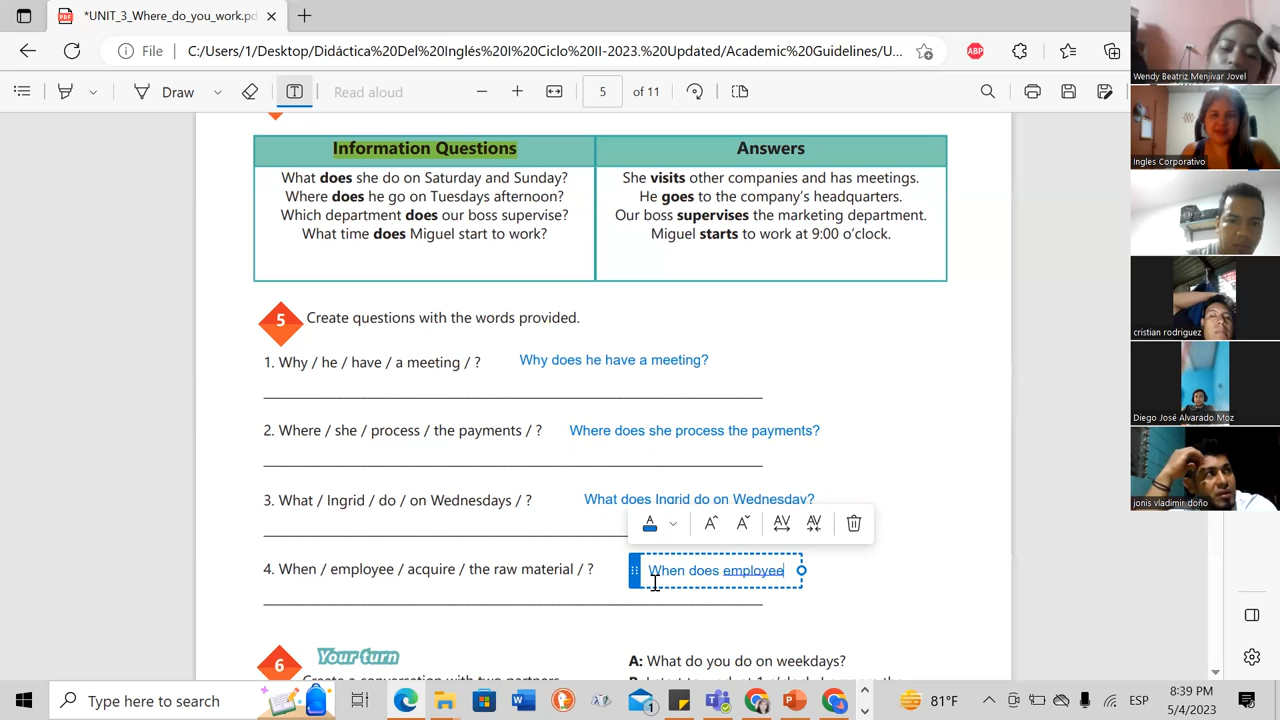 *UNIT_3_Where_do_you_work.pd
File
C:/Users/1/Desktop/Didáctica%20Del%20Inglés%20I%20Ciclo%20II-2023.%20Updated/Academic%20Guidelines/U...
ABP
Draw
Read aloud
5
of 11
Information Questions
Answers
What does she do on Saturday and Sunday?
She visits other companies and has meetings.
Where does he go on Tuesdays afternoon?
He goes to the company's headquarters.
Which department does our boss supervise?
Our boss supervises the marketing department.
What time does Miguel start to work?
Miguel starts to work at 9:00 o'clock.
5
Create questions with the words provided.
1. Why / he / have / a meeting / ?
Why does he have a meeting?
2. Where / she / process / the payments / ?
Where does she process the payments?
3. What / Ingrid / do / on Wednesdays / ?
What does Ingrid do on Wednesday?
4. When / employee / acquire / the raw material / ?
When does employee
6
Your turn
A: What do you do on weekdays?
Wendy Beatriz Menjivar Jovel
Ingles Corporativo
cristian rodriguez
Diego José Alvarado Moz
jonis vladimir doño
Type here to search
1
81°F
ESP
8:39 PM
5/4/2023